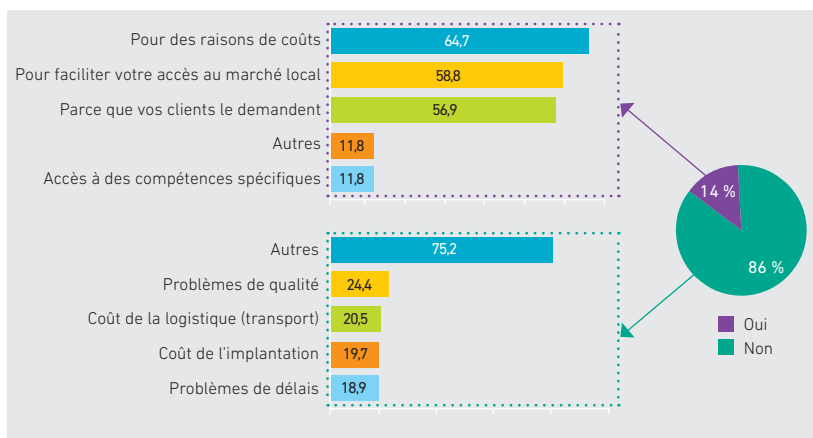 Pour des raisons de coûts 64,7
Pour faciliter votre accès au marché local 58,8
Parce que vos clients le demandent 56,9
Autres 11,8
Accès à des compétences spécifiques 11,8
14 %
86 %
Oui
Non
Autres 75,2
Problèmes de qualité 24,4
Coût de la logistique (transport) 20,5
Coût de l'implantation 19,7
Problèmes de délais 18,9